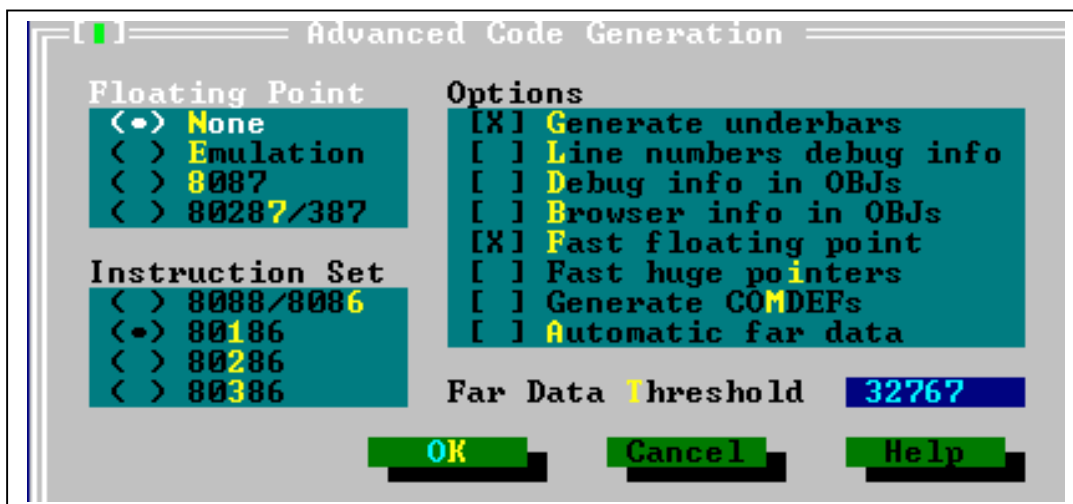 [▮] Advanced Code Generation
Floating Point
(•) None
( ) Emulation
( ) 8087
( ) 80287/387
Instruction Set
( ) 8088/8086
(•) 80186
( ) 80286
( ) 80386
Options
[X] Generate underbars
[ ] Line numbers debug info
[ ] Debug info in OBJs
[ ] Browser info in OBJs
[X] Fast floating point
[ ] Fast huge pointers
[ ] Generate COMDEFs
[ ] Automatic far data
Far Data Threshold 32767
OK Cancel Help